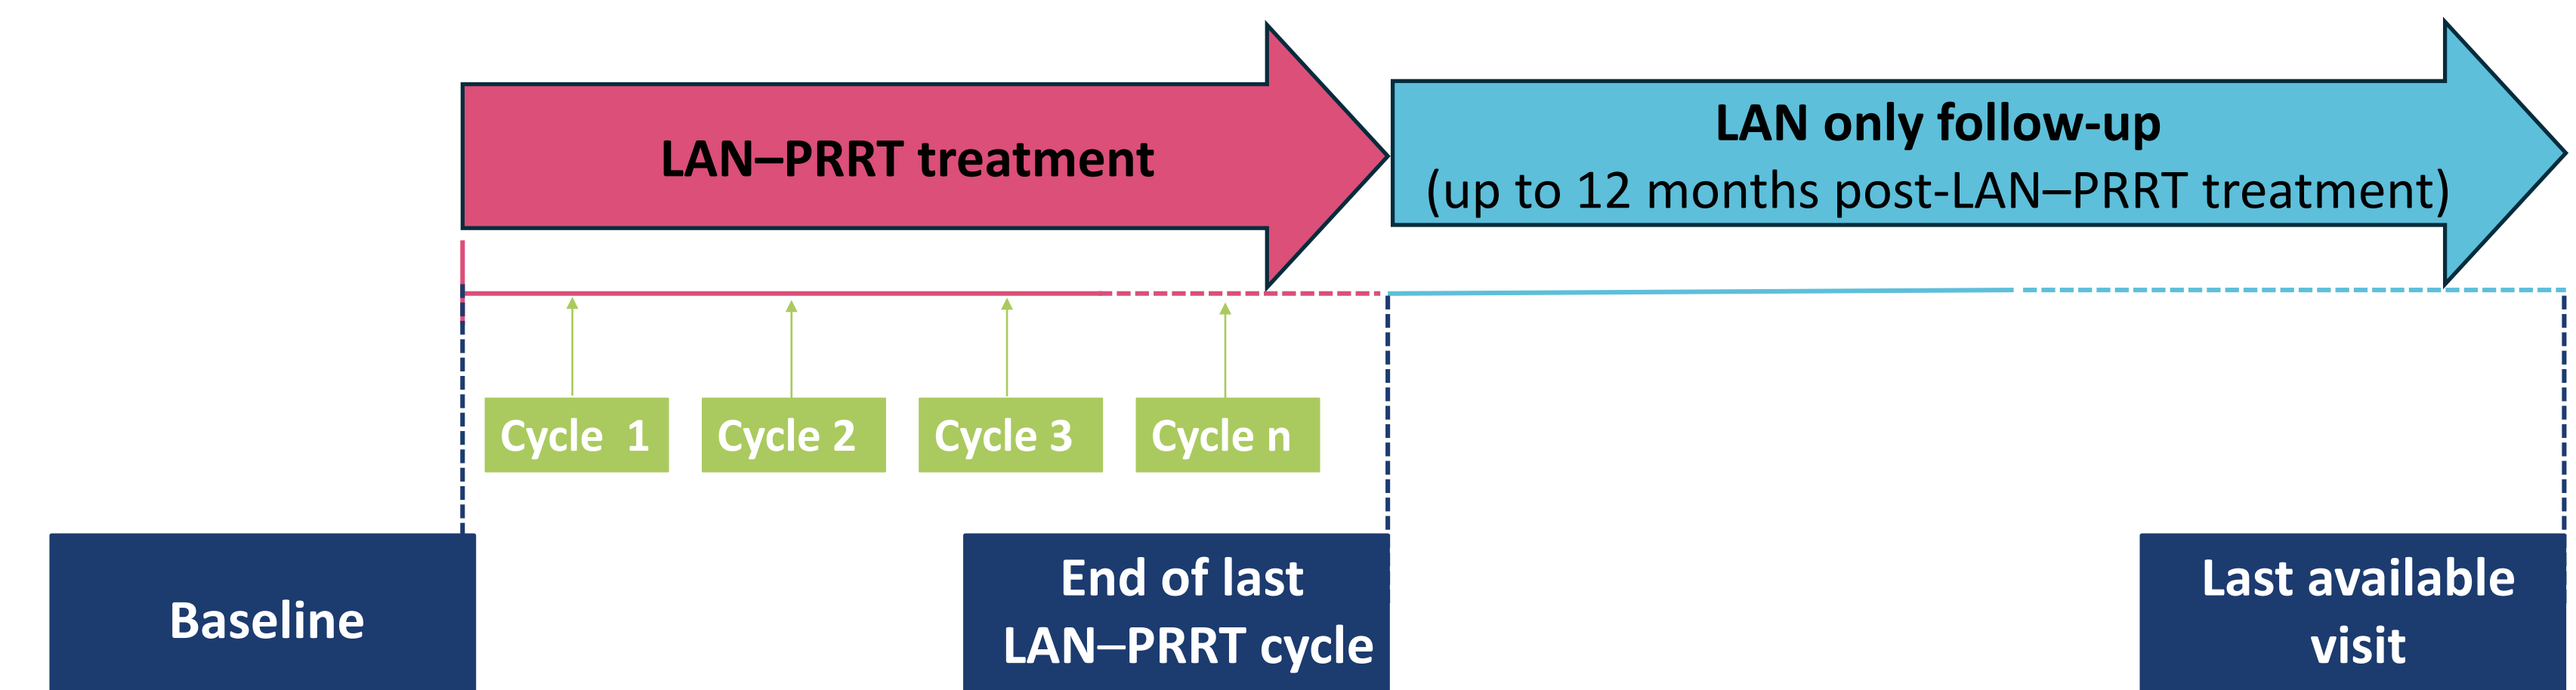 LAN–PRRT treatment
LAN only follow-up
(up to 12 months post-LAN–PRRT treatment)
Cycle 1
Cycle 2
Cycle 3
Cycle n
Baseline
End of last
LAN–PRRT cycle
Last available
visit